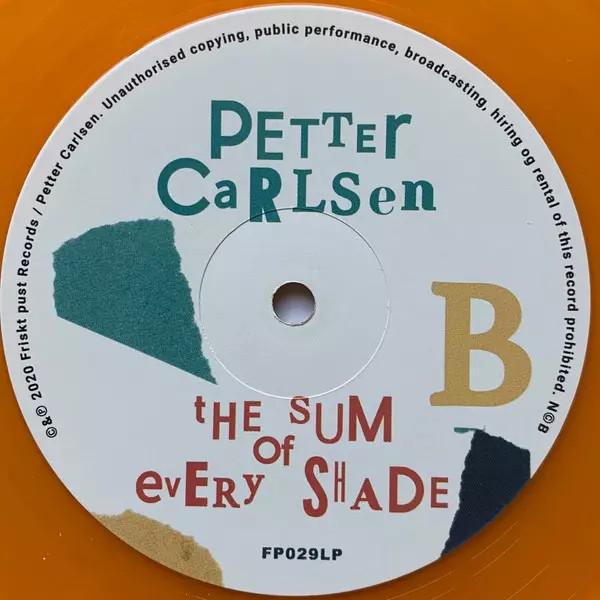 ©&℗ 2020 Friskt pust Records / Petter Carlsen. Unauthorised copying, public performance, broadcasting, hiring og rental of this record prohibited. N©B
PETTEr
CaRLSen
B
tHE SUM
Of
evERy SHADE
FP029LP